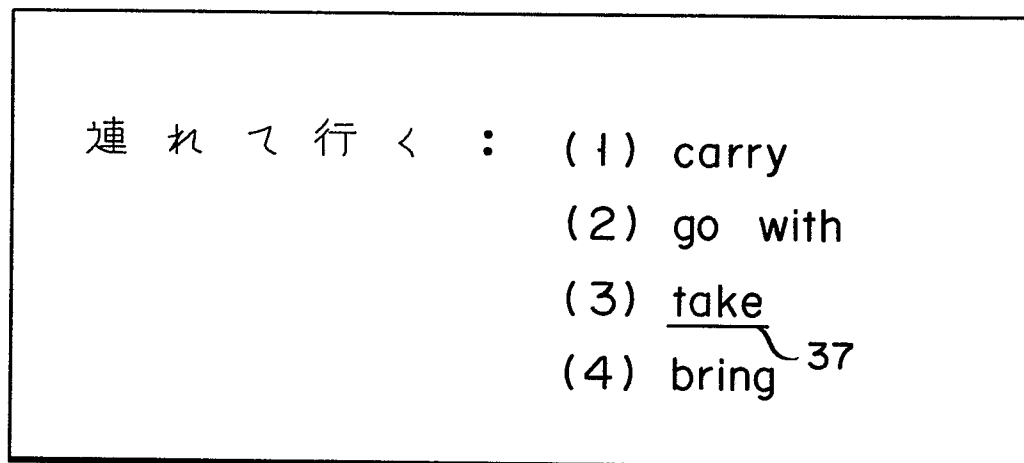 連れて行く : (1) carry
(2) go with
(3) take
37
(4) bring